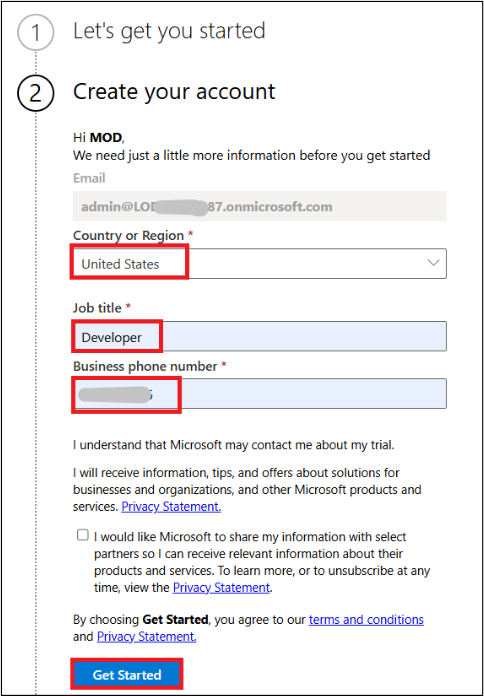 1 Let's get you started
2 Create your account
Hi MOD,
We need just a little more information before you get started
Email
admin@LOD 87.onmicrosoft.com
Country or Region *
United States
Job title *
Developer
Business phone number *
I understand that Microsoft may contact me about my trial.
I will receive information, tips, and offers about solutions for
businesses and organizations, and other Microsoft products and
services. Privacy Statement.
I would like Microsoft to share my information with select
partners so I can receive relevant information about their
products and services. To learn more, or to unsubscribe at any
time, view the Privacy Statement.
By choosing Get Started, you agree to our terms and conditions
and Privacy Statement.
Get Started